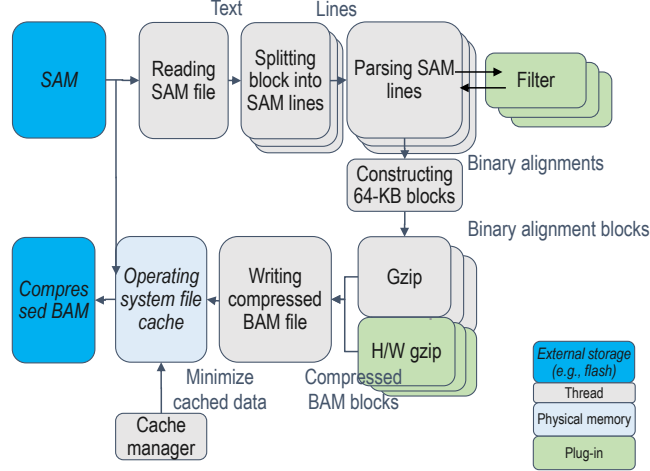 Text
Lines
SAM
Reading
SAM file
Splitting
block into
SAM lines
Parsing SAM
lines
Filter
Binary alignments
Constructing
64-KB blocks
Binary alignment blocks
Compres
sed BAM
Operating
system file
cache
Writing
compressed
BAM file
Gzip
H/W gzip
Minimize
cached data
Compressed
BAM blocks
Cache
manager
External storage
(e.g., flash)
Thread
Physical memory
Plug-in